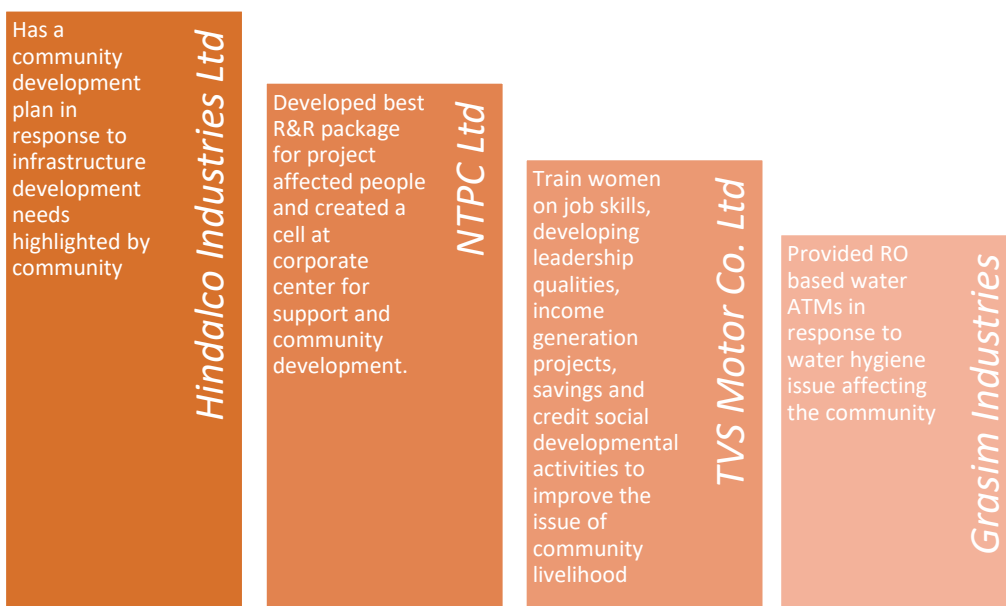 Has a
community
development
plan in
response to
infrastructure
development
needs
highlighted by
community
Hindalco Industries Ltd
Developed best
R&R package
for project
affected people
and created a
cell at
corporate
center for
support and
community
development.
NTPC Ltd
Train women
on job skills,
developing
leadership
qualities,
income
generation
projects,
savings and
credit social
developmental
activities to
improve the
issue of
community
livelihood
TVS Motor Co. Ltd
Provided RO
based water
ATMs in
response to
water hygiene
issue affecting
the community
Grasim Industries